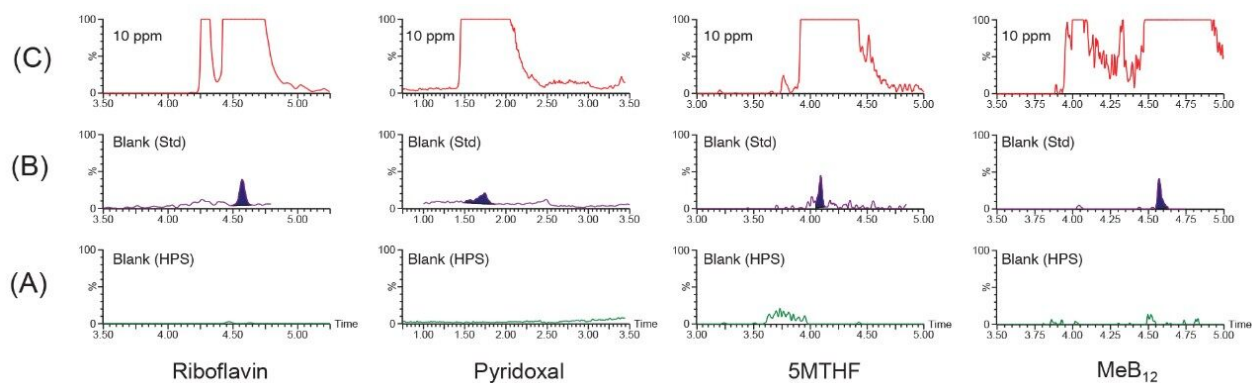 (C)
100 100 100 100
10 ppm 10 ppm 10 ppm 10 ppm
% % % %
0 0 0 0
3.50 4.00 4.50 5.00 1.00 1.50 2.00 2.50 3.00 3.50 3.00 3.50 4.00 4.50 5.00 3.50 3.75 4.00 4.25 4.50 4.75 5.00
(B)
100 100 100 100
Blank (Std) Blank (Std) Blank (Std) Blank (Std)
% % % %
0 0 0 0
3.50 4.00 4.50 5.00 1.00 1.50 2.00 2.50 3.00 3.50 3.00 3.50 4.00 4.50 5.00 3.50 3.75 4.00 4.25 4.50 4.75 5.00
(A)
100 100 100 100
Blank (HPS) Blank (HPS) Blank (HPS) Blank (HPS)
% % % %
0 Time 0 Time 0 Time 0 Time
3.50 4.00 4.50 5.00 1.00 1.50 2.00 2.50 3.00 3.50 3.00 3.50 4.00 4.50 5.00 3.50 3.75 4.00 4.25 4.50 4.75 5.00
Riboflavin Pyridoxal 5MTHF MeB₁₂